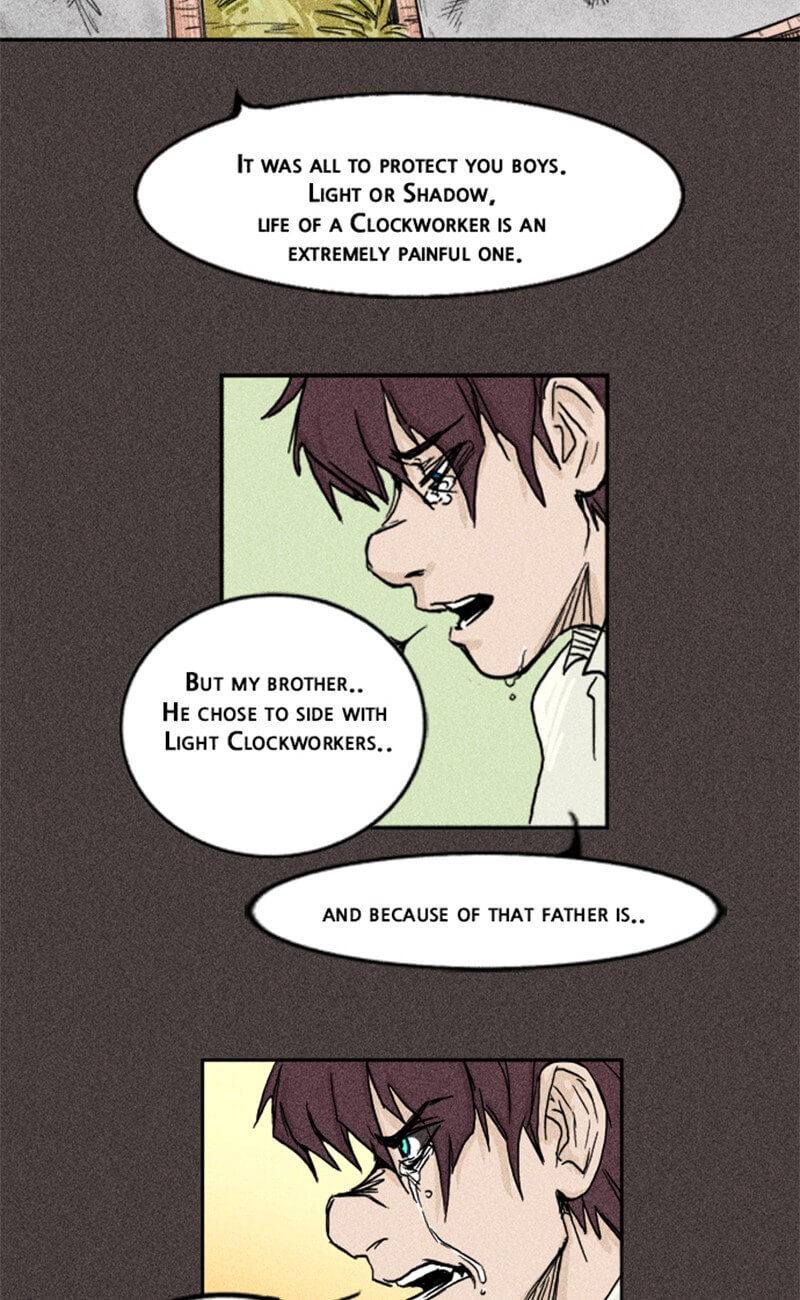 It was all to protect you boys.
Light or Shadow,
life of a Clockworker is an
extremely painful one.
But my brother..
He chose to side with
Light Clockworkers..
and because of that father is..